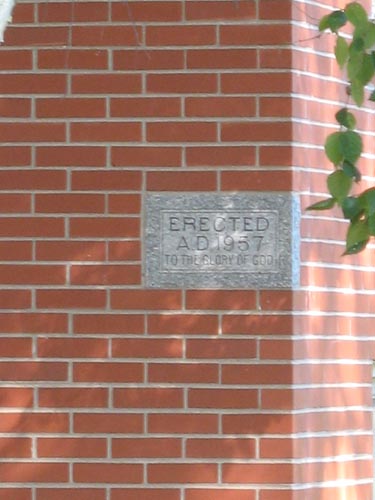 ERECTED
A.D. 1957
TO THE GLORY OF GOD